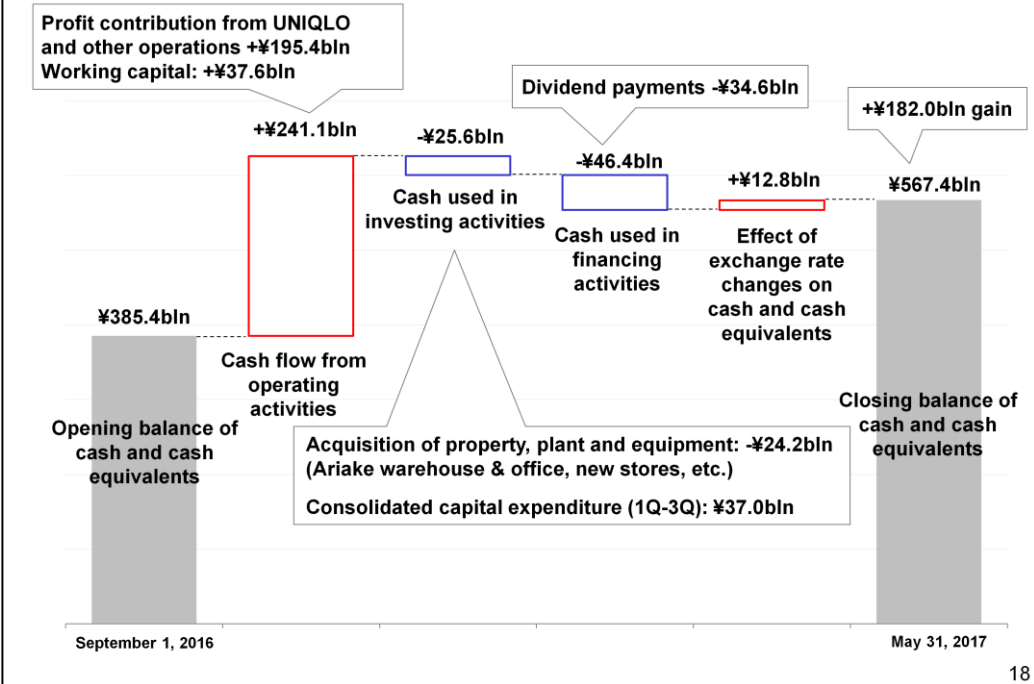 Profit contribution from UNIQLO
and other operations +¥195.4bln
Working capital: +¥37.6bln
Dividend payments -¥34.6bln
+¥182.0bln gain
+¥241.1bln
-¥25.6bln
-¥46.4bln
+¥12.8bln
¥567.4bln
Cash used in
investing activities
Cash used in
financing
activities
Effect of
exchange rate
changes on
cash and cash
equivalents
¥385.4bln
Cash flow from
operating
activities
Opening balance of
cash and cash
equivalents
Closing balance of
cash and cash
equivalents
Acquisition of property, plant and equipment: -¥24.2bln
(Ariake warehouse & office, new stores, etc.)
Consolidated capital expenditure (1Q-3Q): ¥37.0bln
September 1, 2016
May 31, 2017
18